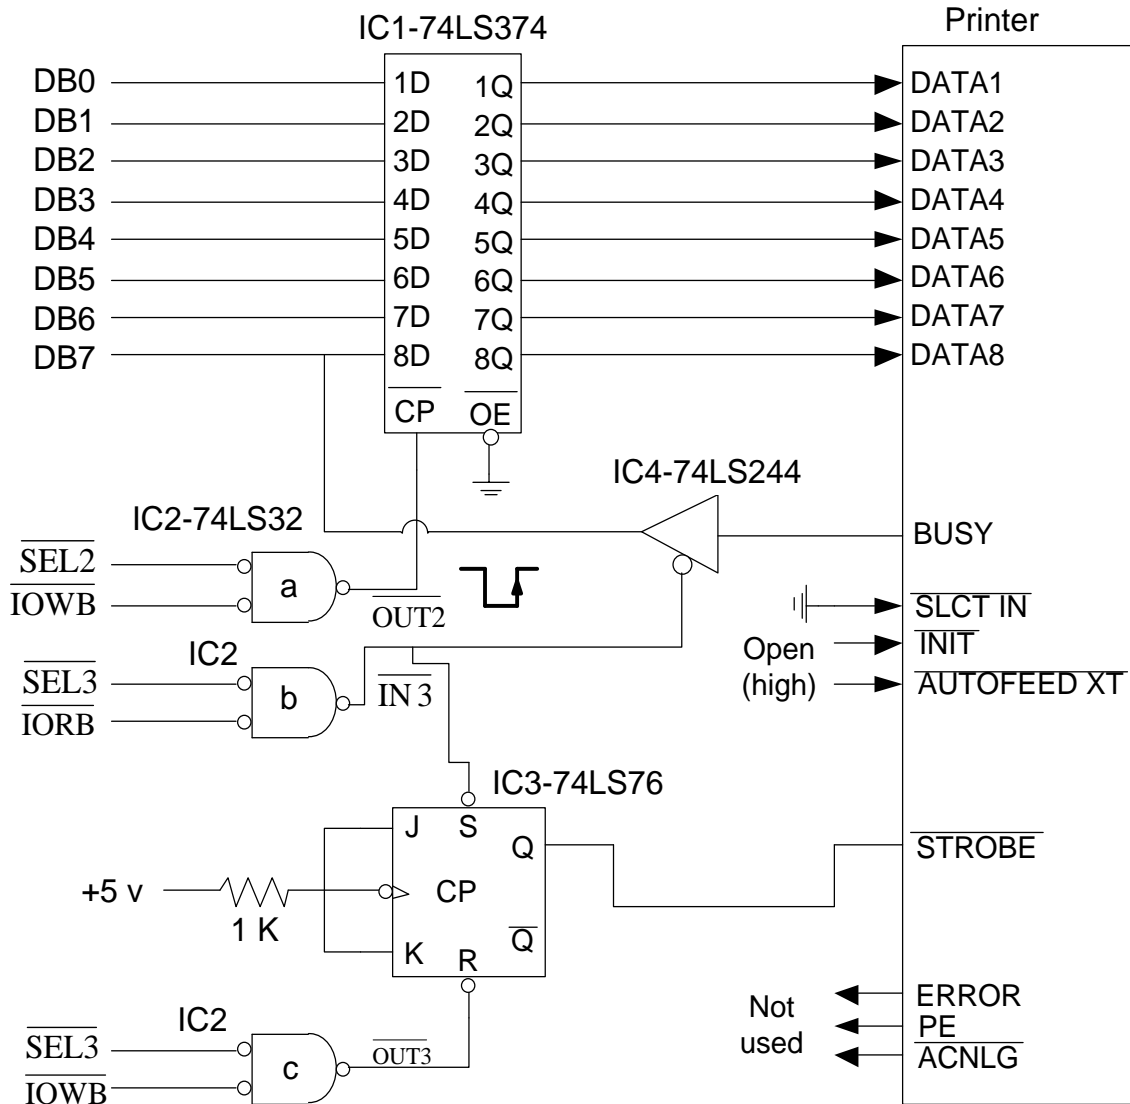 Printer
IC1-74LS374
DB0
DB1
DB2
DB3
DB4
DB5
DB6
DB7
1D
2D
3D
4D
5D
6D
7D
8D
1Q
2Q
3Q
4Q
5Q
6Q
7Q
8Q
CP
OE
DATA1
DATA2
DATA3
DATA4
DATA5
DATA6
DATA7
DATA8
IC4-74LS244
IC2-74LS32
SEL2
IOWB
a
OUT2
BUSY
SLCT IN
INIT
AUTOFEED XT
Open
(high)
IC2
SEL3
IORB
b
IN 3
IC3-74LS76
J
S
Q
CP
K
R
Q
+5 v
1 K
STROBE
IC2
SEL3
IOWB
c
OUT3
Not
used
ERROR
PE
ACNLG